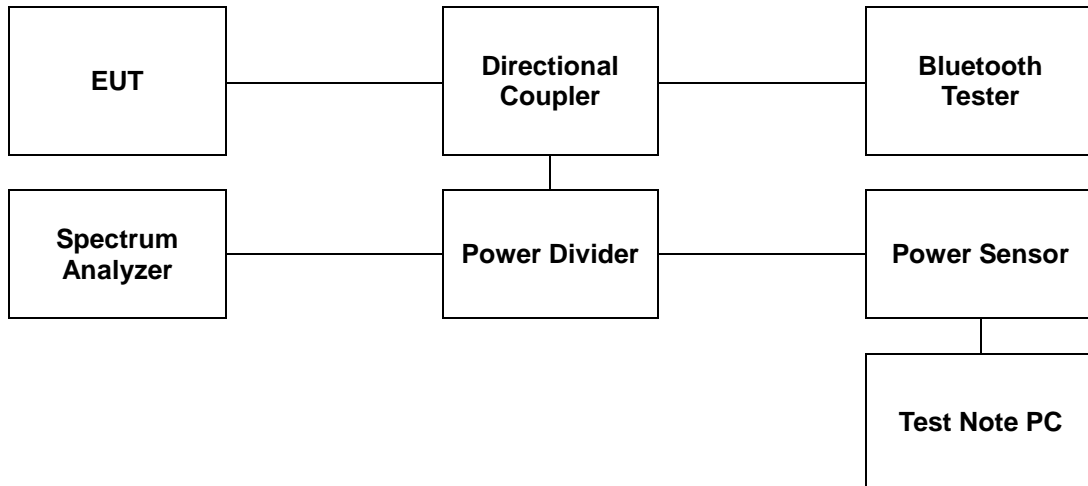 EUT
Directional
Coupler
Bluetooth
Tester
Spectrum
Analyzer
Power Divider
Power Sensor
Test Note PC